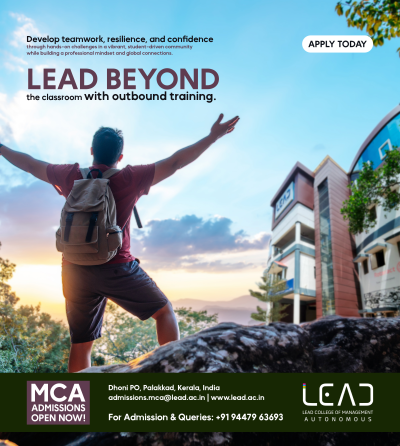 Develop teamwork, resilience, and confidence
through hands-on challenges in a vibrant, student-driven community
while building a professional mindset and global connections.
APPLY TODAY
LEAD BEYOND
the classroom with outbound training.
LEAD
MCA
ADMISSIONS
OPEN NOW!
Dhoni PO, Palakkad, Kerala, India
admissions.mca@lead.ac.in | www.lead.ac.in
For Admission & Queries: +91 94479 63693
LEAD
LEAD COLLEGE OF MANAGEMENT
AUTONOMOUS